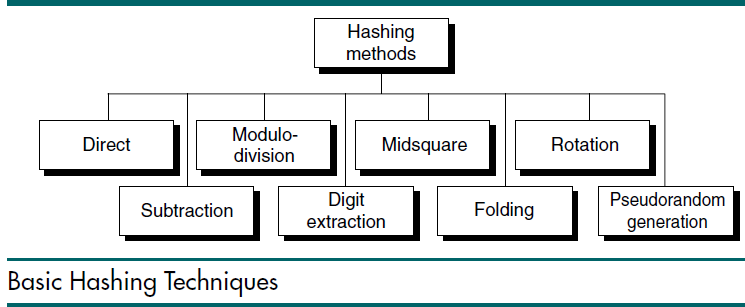 Hashing
methods
Direct
Modulo-
division
Midsquare
Rotation
Subtraction
Digit
extraction
Folding
Pseudorandom
generation
Basic Hashing Techniques